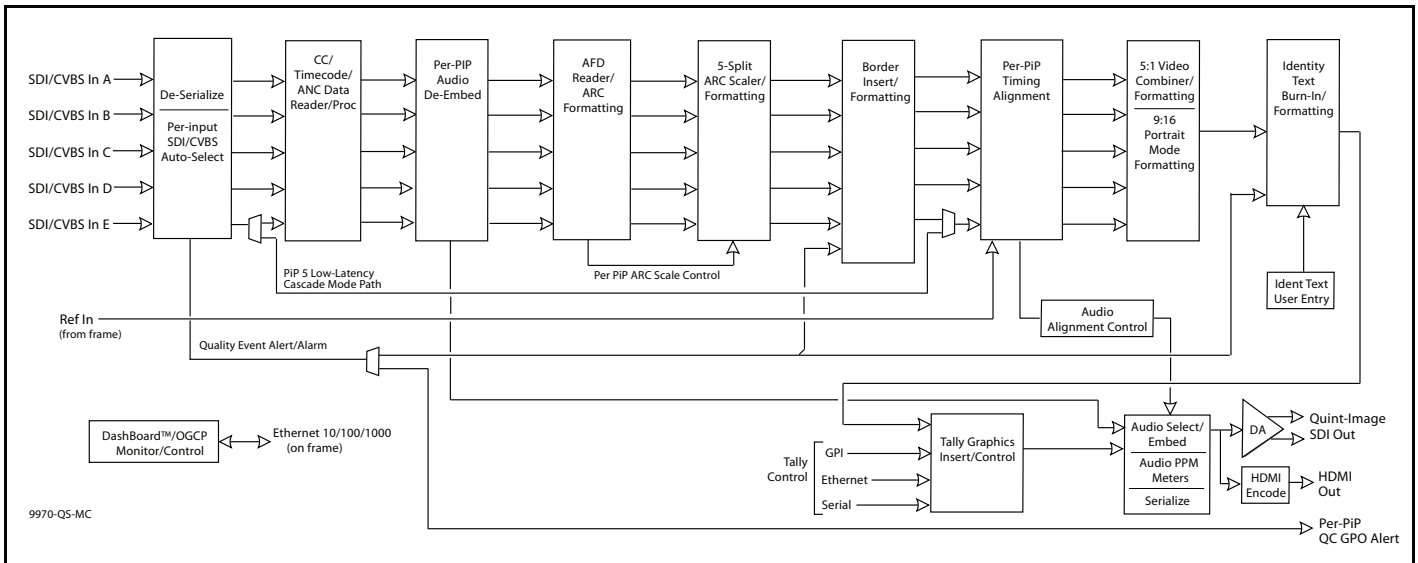 SDI/CVBS In A
SDI/CVBS In B
SDI/CVBS In C
SDI/CVBS In D
SDI/CVBS In E
De-Serialize
Per-input
SDI/CVBS
Auto-Select
CC/
Timecode/
ANC Data
Reader/Proc
Per-PIP
Audio
De-Embed
AFD
Reader/
ARC
Formatting
5-Split
ARC Scaler/
Formatting
Border
Insert/
Formatting
Per-PiP
Timing
Alignment
5:1 Video
Combiner/
Formatting
9:16
Portrait
Mode
Formatting
Identity
Text
Burn-In/
Formatting
PiP 5 Low-Latency
Cascade Mode Path
Per PiP ARC Scale Control
Ident Text
User Entry
Ref In
(from frame)
Audio
Alignment Control
Quality Event Alert/Alarm
DashBoard™/OGCP
Monitor/Control
Ethernet 10/100/1000
(on frame)
Tally
Control
GPI
Ethernet
Serial
Tally Graphics
Insert/Control
Audio Select/
Embed
Audio PPM
Meters
Serialize
DA
Quint-Image
SDI Out
HDMI
Encode
HDMI
Out
9970-QS-MC
Per-PiP
QC GPO Alert